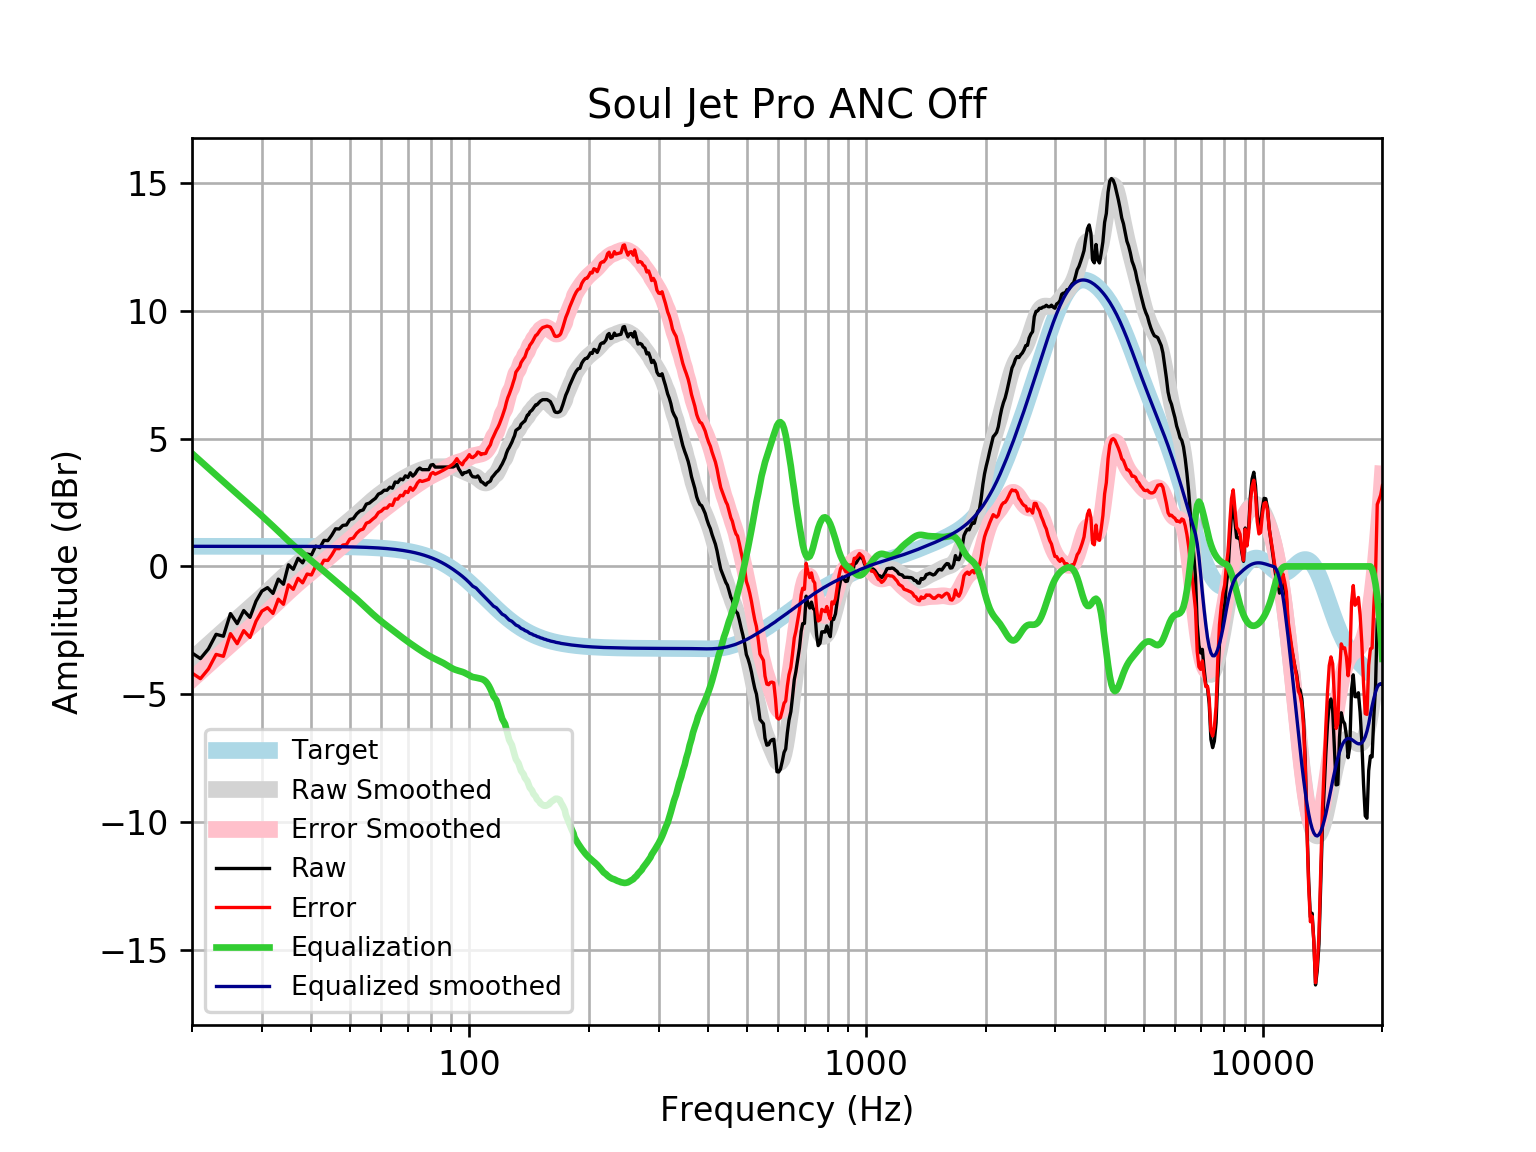 Soul Jet Pro ANC Off
15
10
5
0
−5
−10
−15
Amplitude (dBr)
Target
Raw Smoothed
Error Smoothed
Raw
Error
Equalization
Equalized smoothed
100
1000
10000
Frequency (Hz)